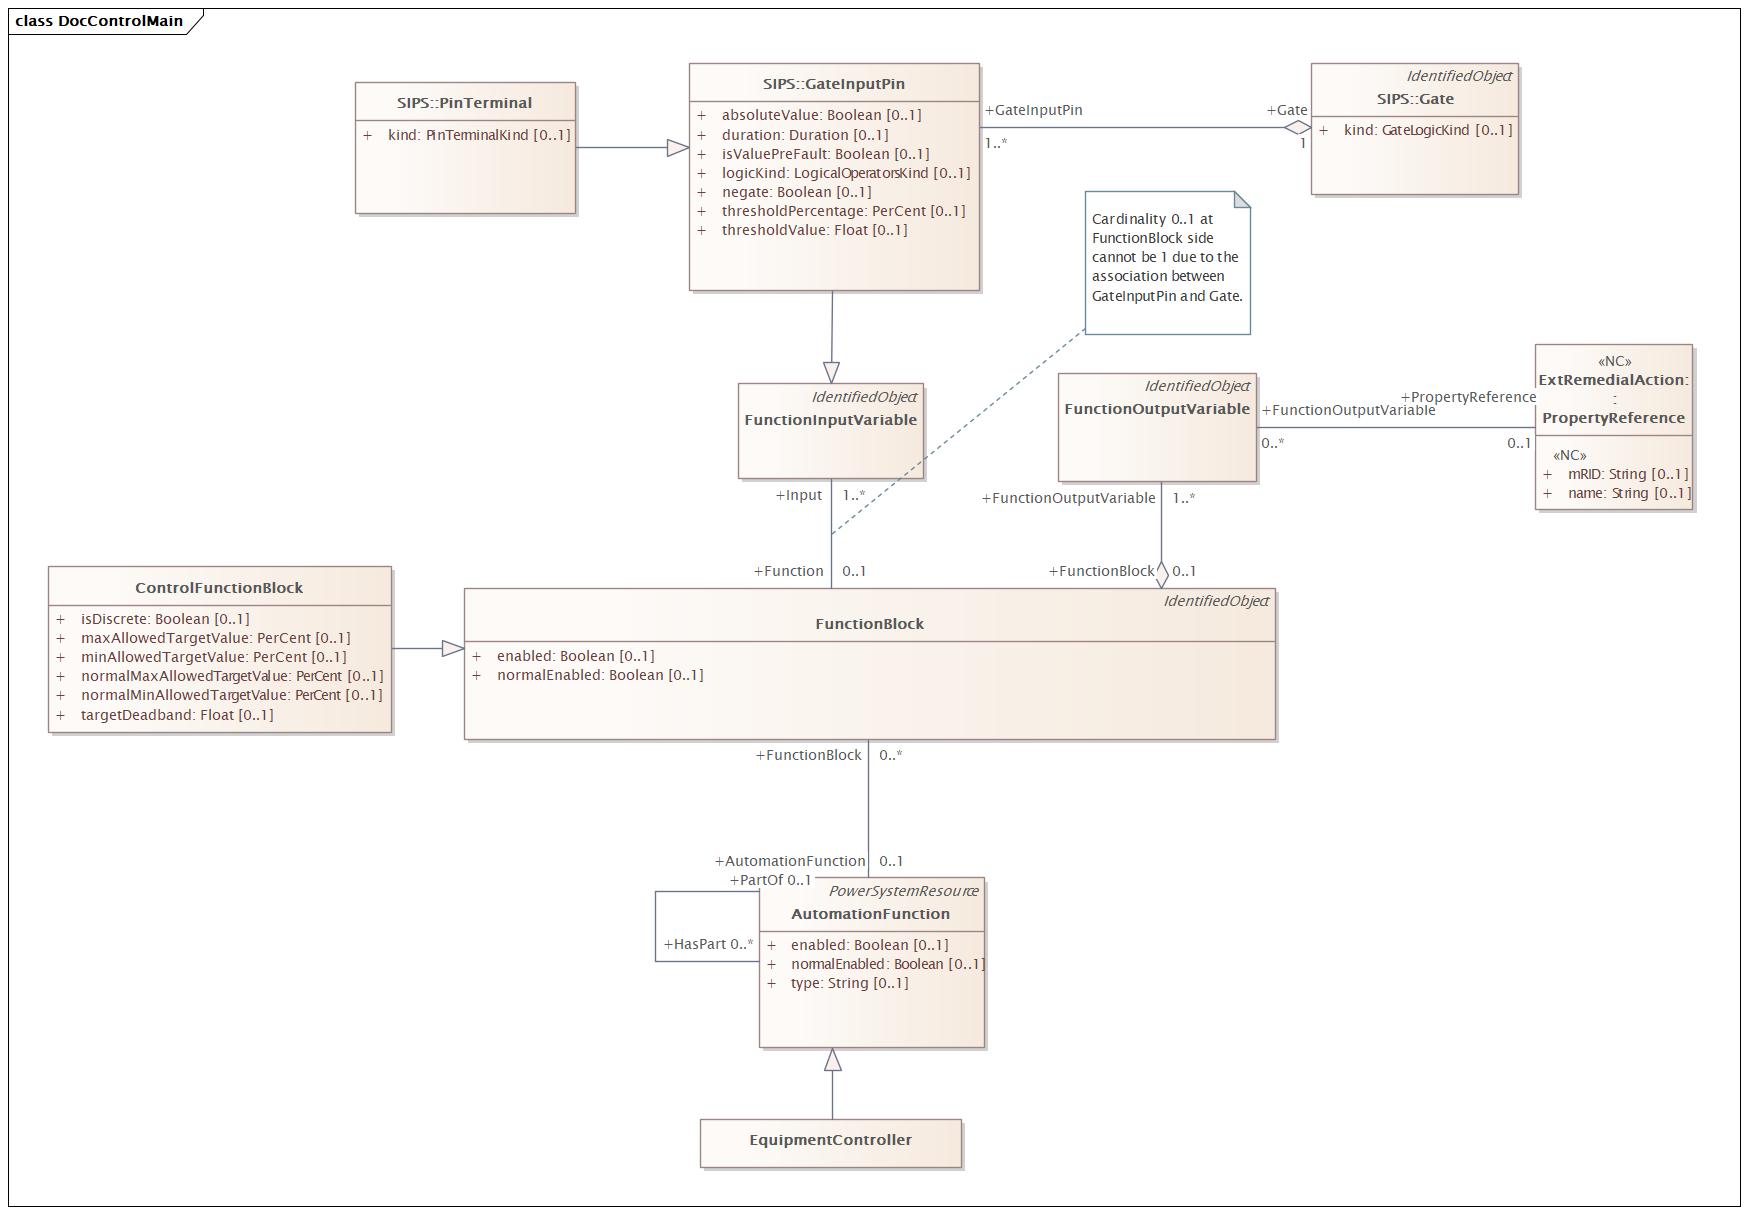 class DocControlMain
SIPS::PinTerminal
+ kind: PinTerminalKind [0..1]
SIPS::GateInputPin
+ absoluteValue: Boolean [0..1]
+ duration: Duration [0..1]
+ isValuePreFault: Boolean [0..1]
+ logicKind: LogicalOperatorsKind [0..1]
+ negate: Boolean [0..1]
+ thresholdPercentage: PerCent [0..1]
+ thresholdValue: Float [0..1]
+GateInputPin
1..*
+Gate
1
IdentifiedObject
SIPS::Gate
+ kind: GateLogicKind [0..1]
Cardinality 0..1 at
FunctionBlock side
cannot be 1 due to the
association between
GateInputPin and Gate.
IdentifiedObject
FunctionInputVariable
+Input 1..*
+Function 0..1
IdentifiedObject
FunctionOutputVariable
+FunctionOutputVariable
0..*
+PropertyReference
0..1
«NC»
ExtRemedialAction:
:
PropertyReference
«NC»
+ mRID: String [0..1]
+ name: String [0..1]
+FunctionOutputVariable 1..*
+FunctionBlock 0..1
ControlFunctionBlock
+ isDiscrete: Boolean [0..1]
+ maxAllowedTargetValue: PerCent [0..1]
+ minAllowedTargetValue: PerCent [0..1]
+ normalMaxAllowedTargetValue: PerCent [0..1]
+ normalMinAllowedTargetValue: PerCent [0..1]
+ targetDeadband: Float [0..1]
IdentifiedObject
FunctionBlock
+ enabled: Boolean [0..1]
+ normalEnabled: Boolean [0..1]
+FunctionBlock 0..*
+AutomationFunction 0..1
+PartOf 0..1
+HasPart 0..*
PowerSystemResource
AutomationFunction
+ enabled: Boolean [0..1]
+ normalEnabled: Boolean [0..1]
+ type: String [0..1]
EquipmentController